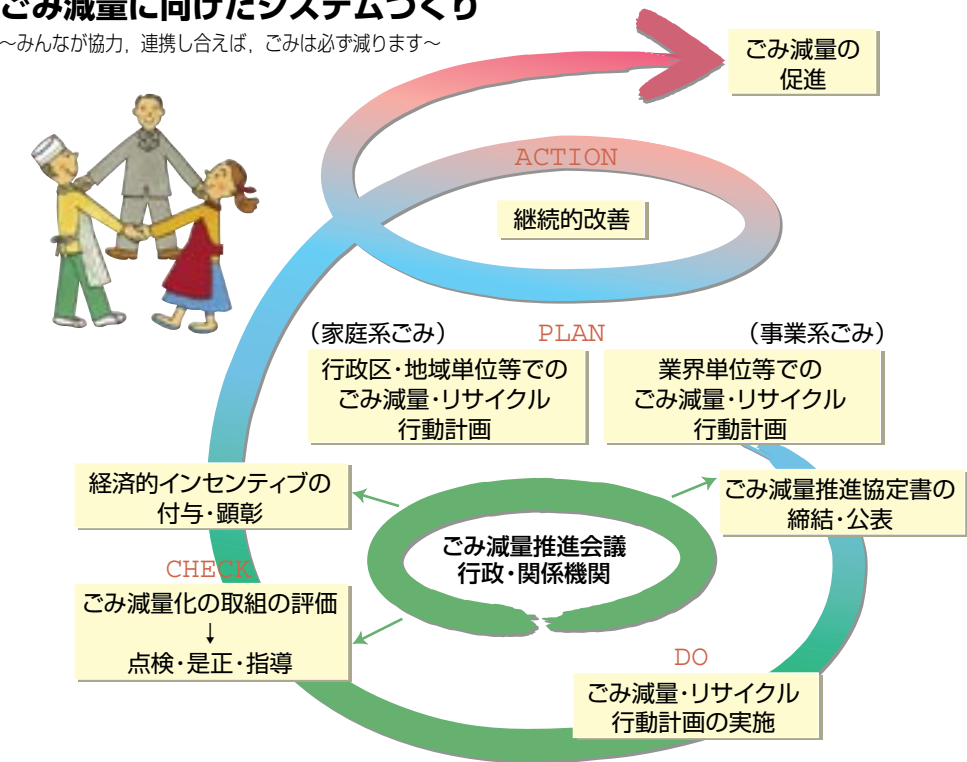 ごみ減量に向けたシステムづくり
～みんなが協力，連携し合えば，ごみは必ず減ります～
ごみ減量の
促進
ACTION
継続的改善
（家庭系ごみ）
PLAN
（事業系ごみ）
行政区・地域単位等での
ごみ減量・リサイクル
行動計画
業界単位等での
ごみ減量・リサイクル
行動計画
経済的インセンティブの
付与・顕彰
ごみ減量推進協定書の
締結・公表
ごみ減量推進会議
行政・関係機関
CHECK
ごみ減量化の取組の評価
↓
点検・是正・指導
DO
ごみ減量・リサイクル
行動計画の実施